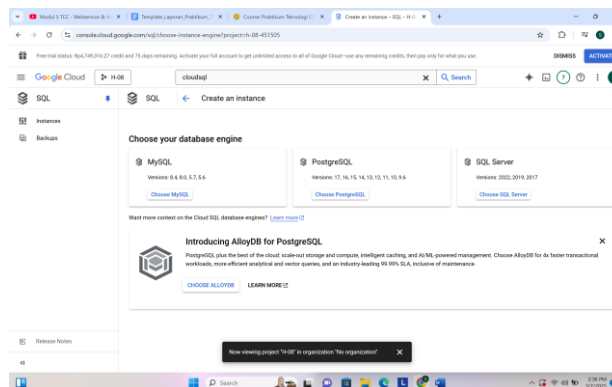 Modul 5 TCC - Webservice & A
Template_Laporan_Praktikum_T
Course: Praktikum Teknologi Cl
Create an instance – SQL – H-0
console.cloud.google.com/sql/choose-instance-engine?project=h-08-451505
Free trial status: Rp4,749,916.27 credit and 75 days remaining. Activate your full account to get unlimited access to all of Google Cloud—use any remaining credits, then pay only for what you use.
DISMISS
ACTIVATE
Google Cloud
H-08
cloudsql
Search
SQL
SQL
Create an instance
Instances
Backups
Choose your database engine
MySQL
Versions: 8.4, 8.0, 5.7, 5.6
Choose MySQL
PostgreSQL
Versions: 17, 16, 15, 14, 13, 12, 11, 10, 9.6
Choose PostgreSQL
SQL Server
Versions: 2022, 2019, 2017
Choose SQL Server
Want more context on the Cloud SQL database engines? Learn more
Introducing AlloyDB for PostgreSQL
PostgreSQL plus the best of the cloud: scale-out storage and compute, intelligent caching, and AI/ML-powered management. Choose AlloyDB for 4x faster transactional
workloads, more efficient analytical and vector queries, and an industry-leading 99.99% SLA, inclusive of maintenance.
CHOOSE ALLOYDB
LEARN MORE
Release Notes
Now viewing project "H-08" in organization "No organization"
Search
2:36 PM